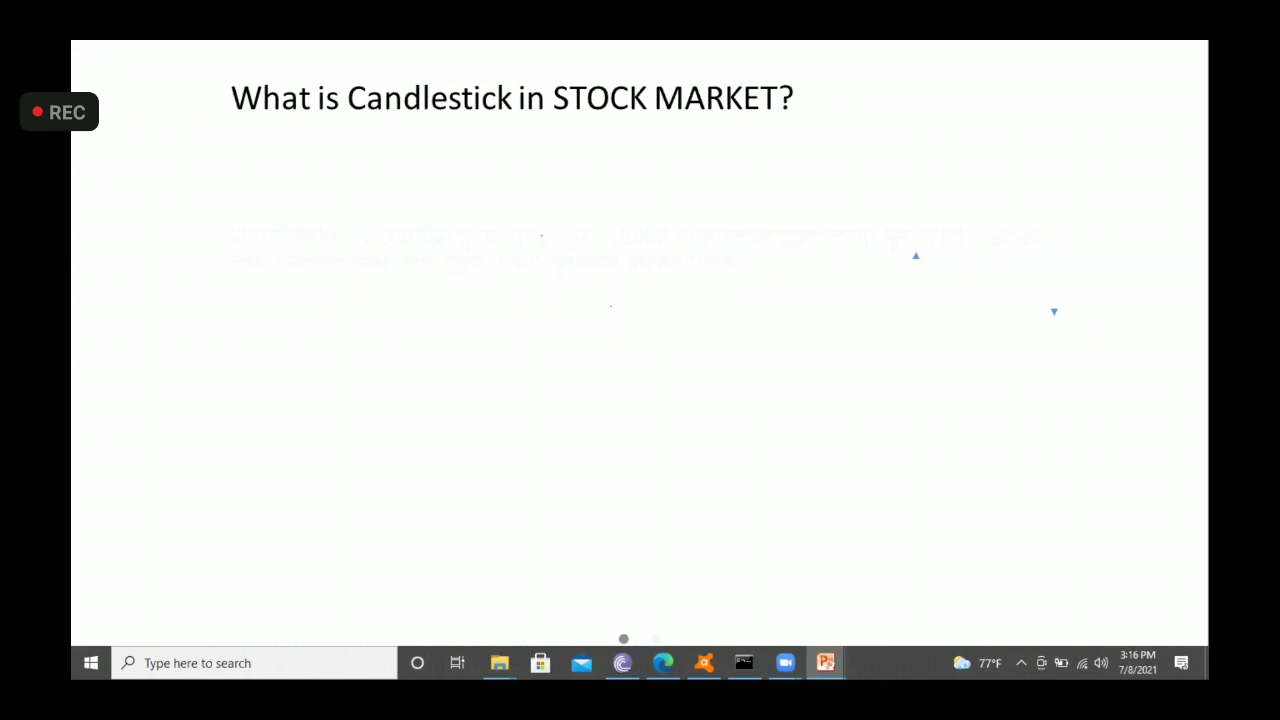 What is Candlestick in STOCK MARKET?
REC
Type here to search
77°F
3:16 PM
7/8/2021